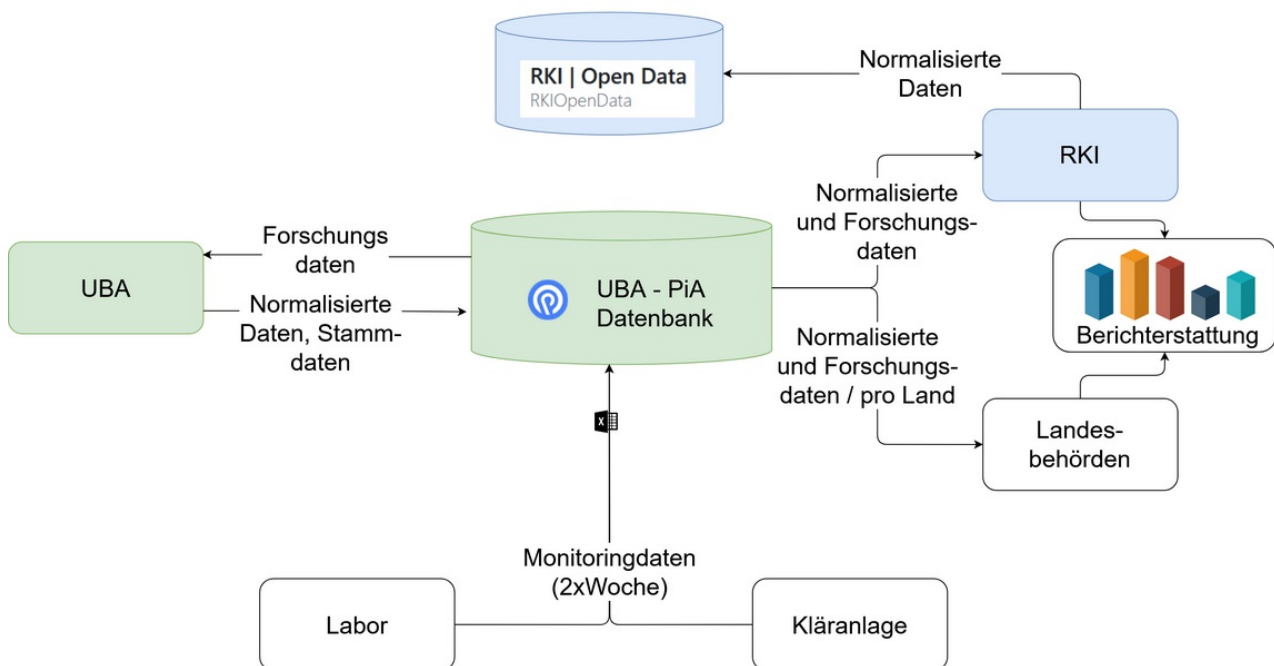 RKI | Open Data
RKIOpenData
Normalisierte
Daten
RKI
Normalisierte
und Forschungs-
daten
Forschungs
daten
UBA
Normalisierte
Daten, Stamm-
daten
UBA - PiA
Datenbank
Berichterstattung
Normalisierte
und Forschungs-
daten / pro Land
X
Landes-
behörden
Monitoringdaten
(2xWoche)
Labor
Kläranlage